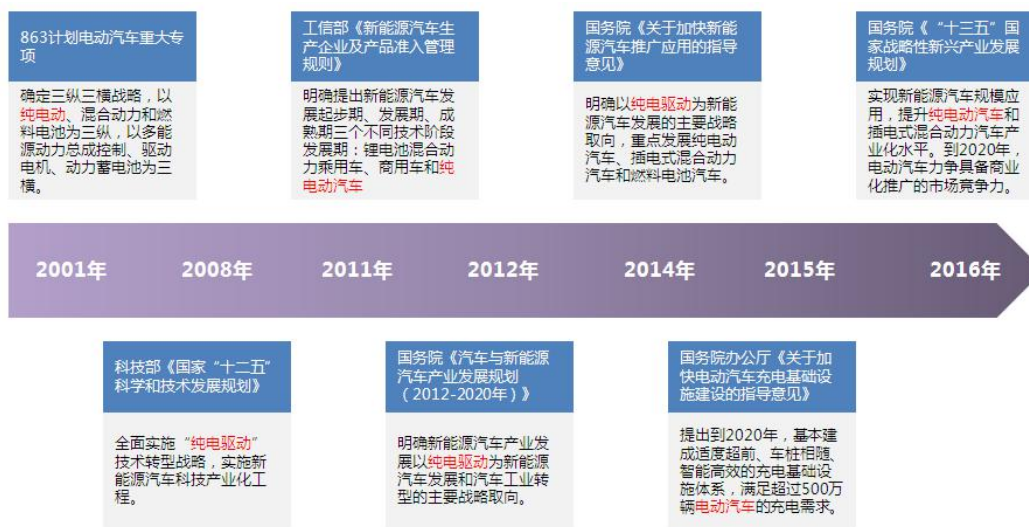 863计划电动汽车重大专
项
确定三纵三横战略，以
纯电动、混合动力和燃
料电池为三纵，以多能
源动力总成控制、驱动
电机、动力蓄电池为三
横。
工信部《新能源汽车生
产企业及产品准入管理
规则》
明确提出新能源汽车发
展起步期、发展期、成
熟期三个不同技术阶段
发展期：锂电池混合动
力乘用车、商用车和纯
电动汽车
国务院《关于加快新能
源汽车推广应用的指导
意见》
明确以纯电驱动为新能
源汽车发展的主要战略
取向，重点发展纯电动
汽车、插电式混合动力
汽车和燃料电池汽车。
国务院《“十三五”国
家战略性新兴产业发展
规划》
实现新能源汽车规模应
用，提升纯电动汽车和
插电式混合动力汽车产
业化水平。到2020年，
电动汽车力争具备商业
化推广的市场竞争力。
2001年 2008年 2011年 2012年 2014年 2015年 2016年
科技部《国家“十二五”
科学和技术发展规划》
全面实施“纯电驱动”
技术转型战略，实施新
能源汽车科技产业化工
程。
国务院《汽车与新能源
汽车产业发展规划
（2012-2020年）》
明确新能源汽车产业发
展以纯电驱动为新能源
汽车发展和汽车工业转
型的主要战略取向。
国务院办公厅《关于加
快电动汽车充电基础设
施建设的指导意见》
提出到2020年，基本建
成适度超前、车桩相随、
智能高效的充电基础设
施体系，满足超过500万
辆电动汽车的充电需求。